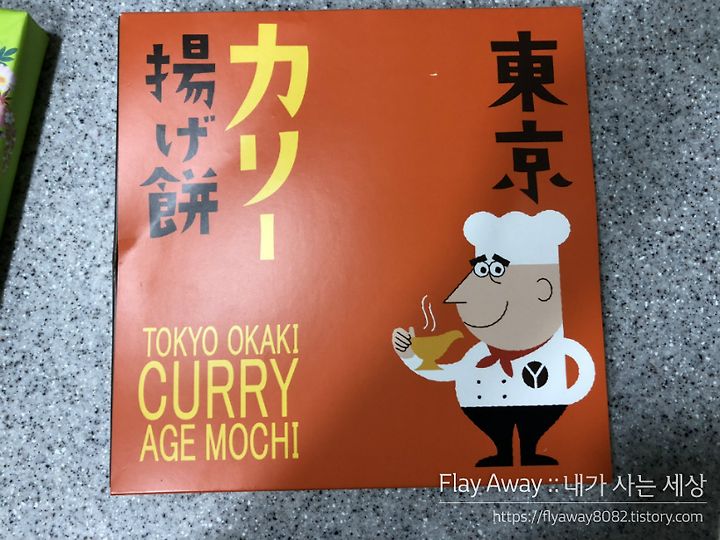 東京
カリー
揚げ餅
TOKYO OKAKI
CURRY
AGE MOCHI
Y
Flay Away :: 내가 사는 세상
https://flyaway8082.tistory.com